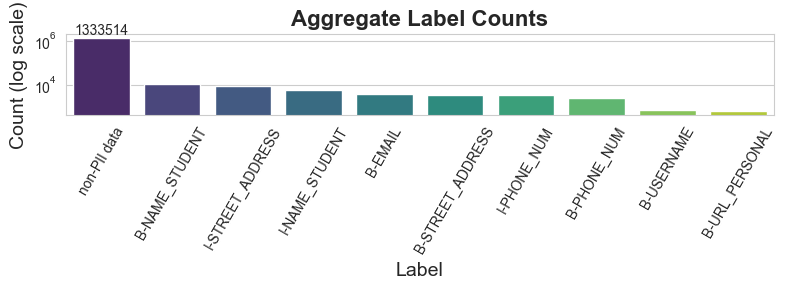 Aggregate Label Counts
Count (log scale)
10^6
10^4
1333514
non-PII data
B-NAME_STUDENT
I-STREET_ADDRESS
I-NAME_STUDENT
B-EMAIL
B-STREET_ADDRESS
I-PHONE_NUM
B-PHONE_NUM
B-USERNAME
B-URL_PERSONAL
Label